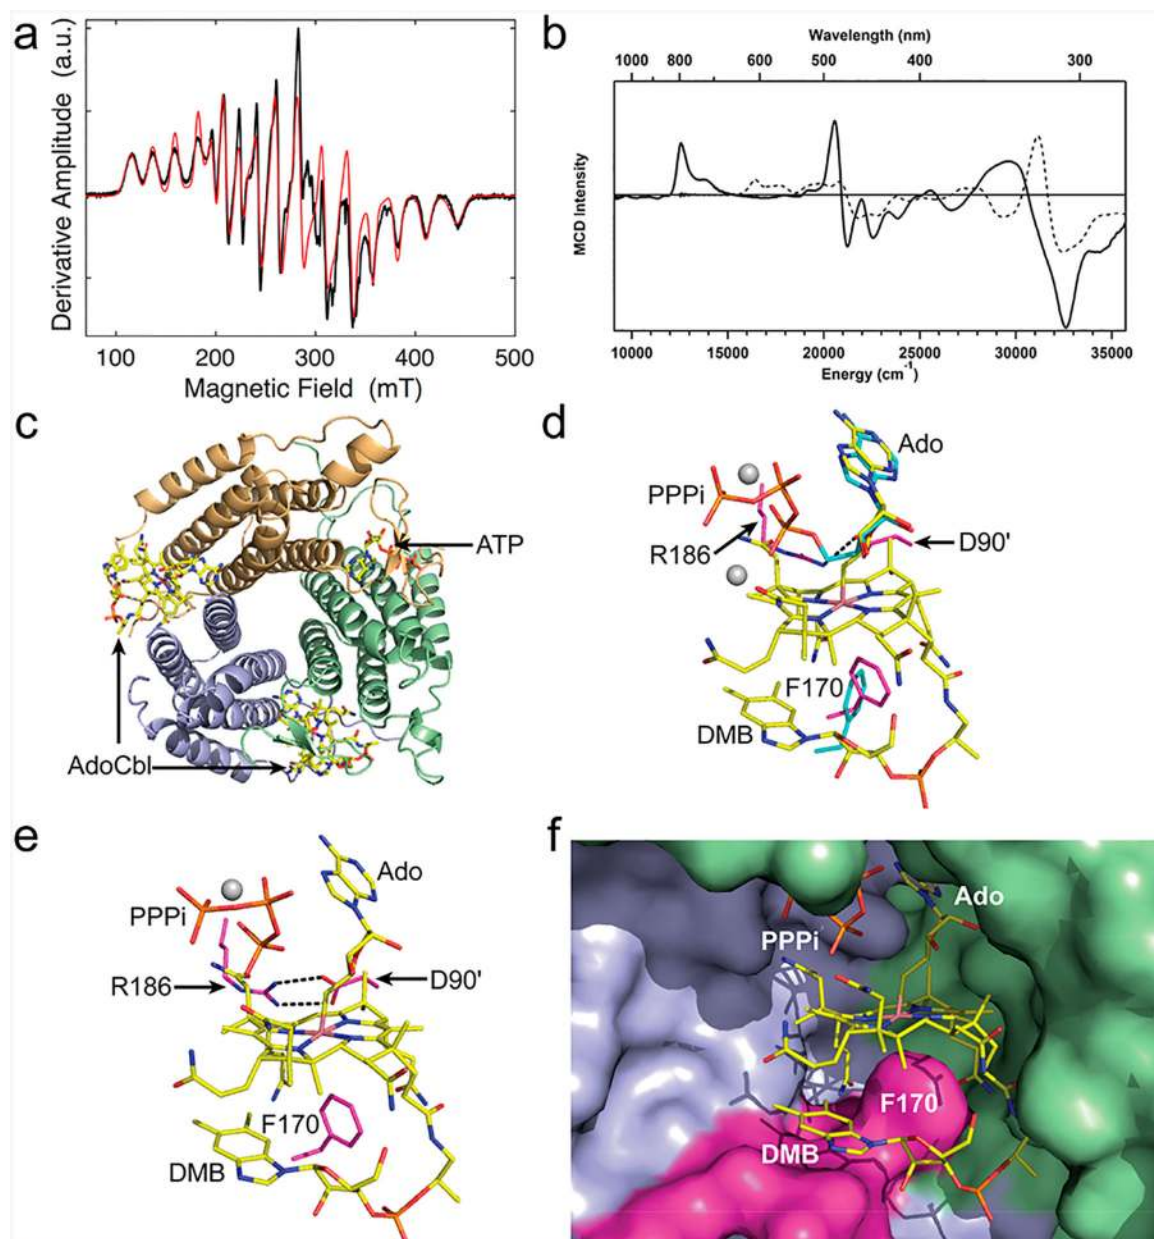 a
Derivative Amplitude (a.u.)
100 200 300 400 500
Magnetic Field (mT)
b
Wavelength (nm)
1000 800 600 500 400 300
MCD Intensity
10000 15000 20000 25000 30000 35000
Energy (cm⁻¹)
c
ATP
AdoCbl
d
Ado
PPPi
R186
D90'
F170
DMB
e
Ado
PPPi
R186
D90'
F170
DMB
f
Ado
PPPi
F170
DMB